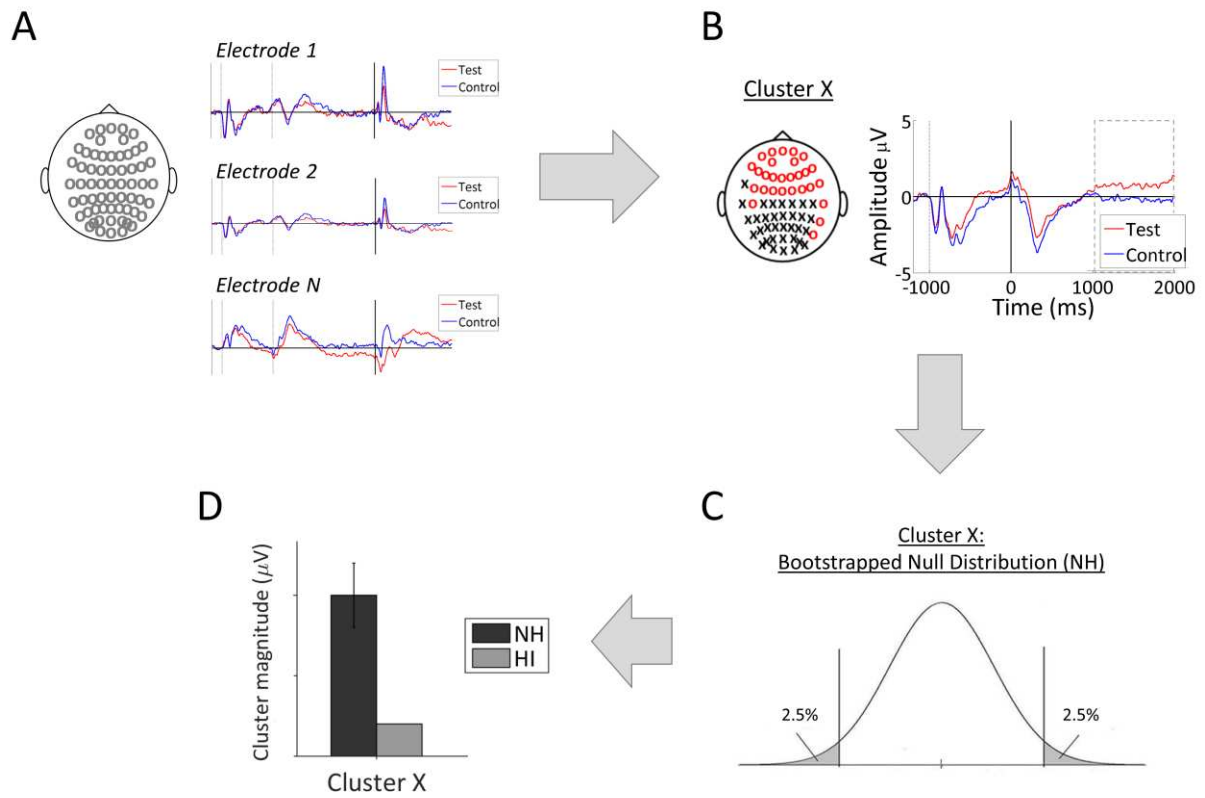 A
Electrode 1
Test
Control
Electrode 2
Test
Control
Electrode N
Test
Control
B
Cluster X
Amplitude μV
5
0
-5
-1000
0
1000
2000
Time (ms)
Test
Control
C
Cluster X:
Bootstrapped Null Distribution (NH)
2.5%
2.5%
D
Cluster magnitude (μV)
Cluster X
NH
HI